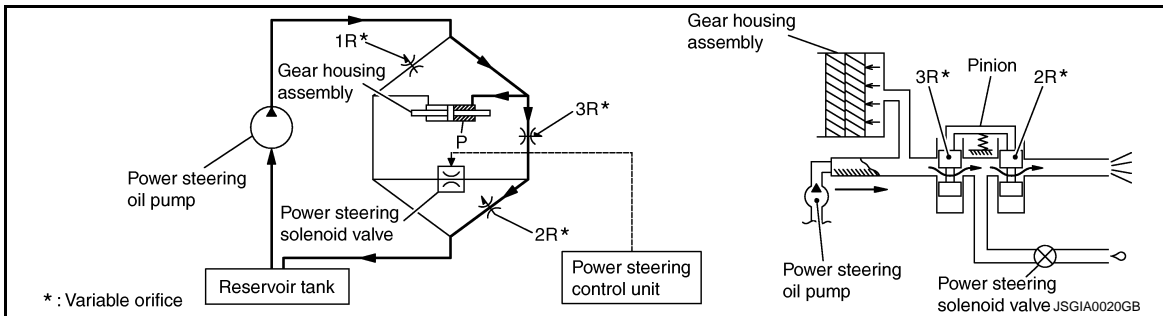 1R*
Gear housing
assembly
3R*
P
Power steering
oil pump
Power steering
solenoid valve
2R*
Reservoir tank
Power steering
control unit
* : Variable orifice
Gear housing
assembly
Pinion
3R*
2R*
Power steering
oil pump
Power steering
solenoid valve
JSGIA0020GB